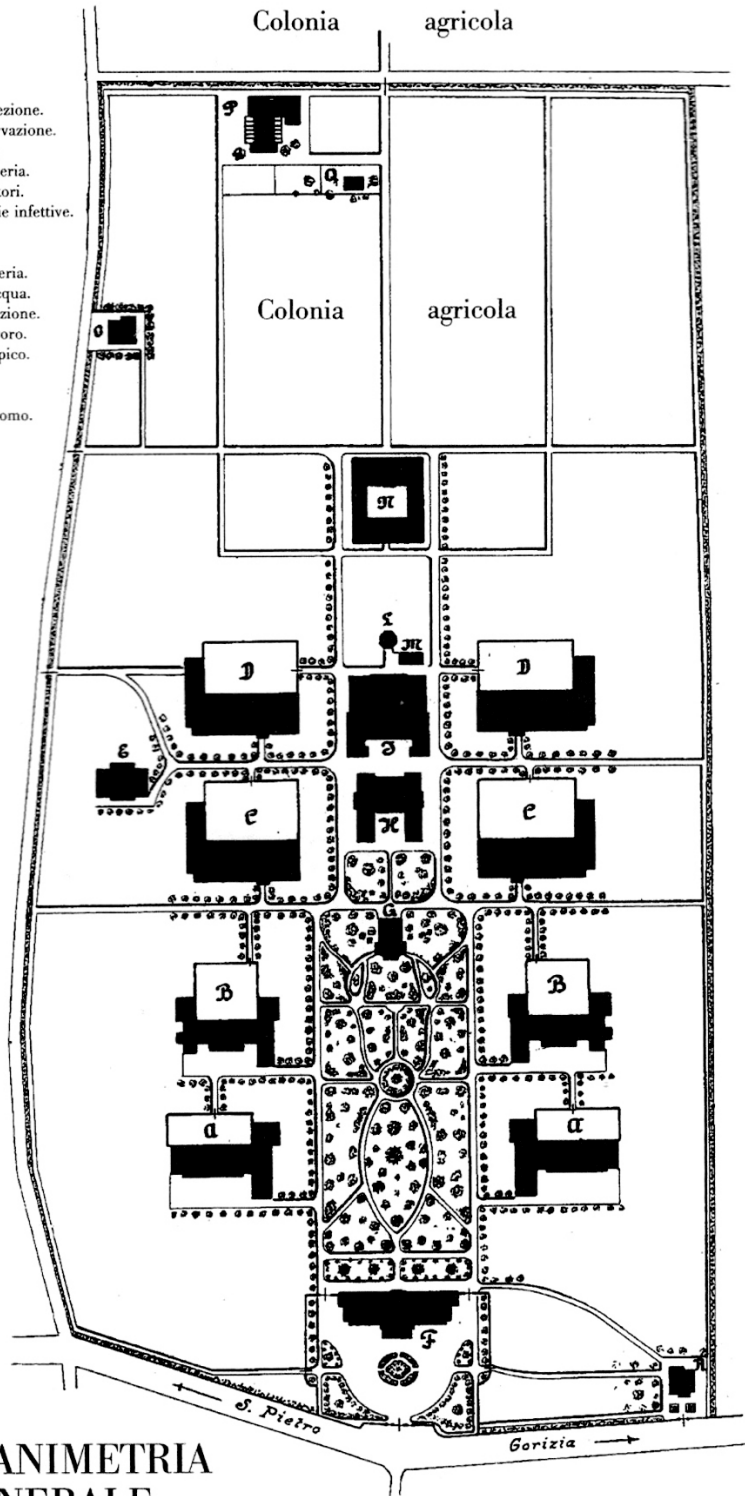 Colonia agricola
ezione.
vazione.
eria.
tori.
ie infettive.
eria.
cqua.
zione.
oro.
pico.
omo.
P
Q
Colonia agricola
O
N
L
M
D
D
I
E
C
C
H
G
B
B
A
A
F
R
S. Pietro
Gorizia
ANIMETRIA
NERALE